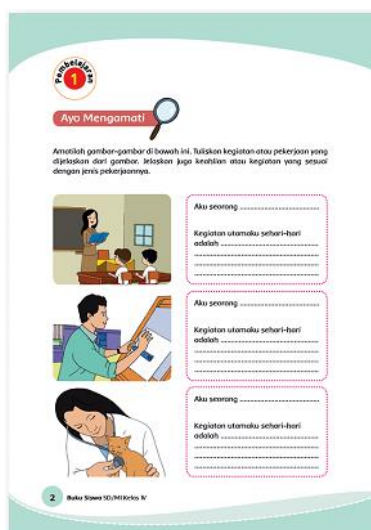 Pembelajaran
1
Ayo Mengamati
Amatilah gambar-gambar di bawah ini. Tuliskan kegiatan atau pekerjaan yang
dijelaskan dari gambar. Jelaskan juga keahlian atau kegiatan yang sesuai
dengan jenis pekerjaannya.
Aku seorang ................................
Kegiatan utamaku sehari-hari
adalah ........................................
................................................
................................................
................................................
Aku seorang ................................
Kegiatan utamaku sehari-hari
adalah ........................................
................................................
................................................
................................................
Aku seorang ................................
Kegiatan utamaku sehari-hari
adalah ........................................
................................................
................................................
................................................
2 Buku Siswa SD/MI Kelas IV